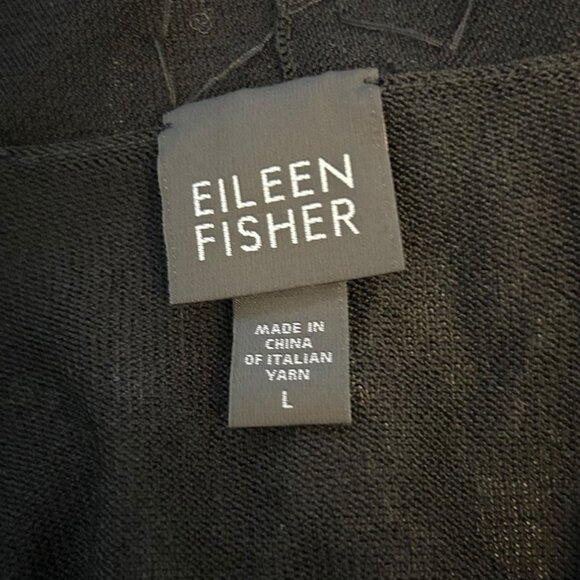 EILEEN
FISHER
MADE IN
CHINA
OF ITALIAN
YARN
L